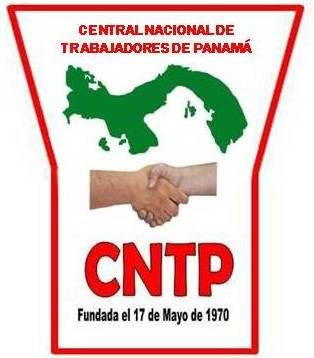 CENTRAL NACIONAL DE
TRABAJADORES DE PANAMÁ
CNTP
Fundada el 17 de Mayo de 1970